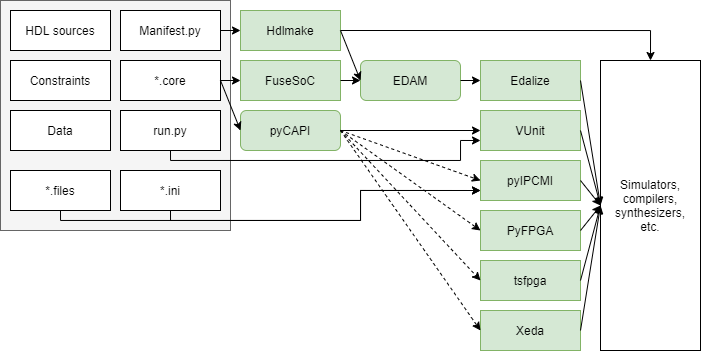 HDL sources
Manifest.py
Hdlmake
Constraints
*.core
FuseSoC
EDAM
Edalize
Data
run.py
pyCAPI
VUnit
*.files
*.ini
pyIPCMI
PyFPGA
tsfpga
Xeda
Simulators,
compilers,
synthesizers,
etc.